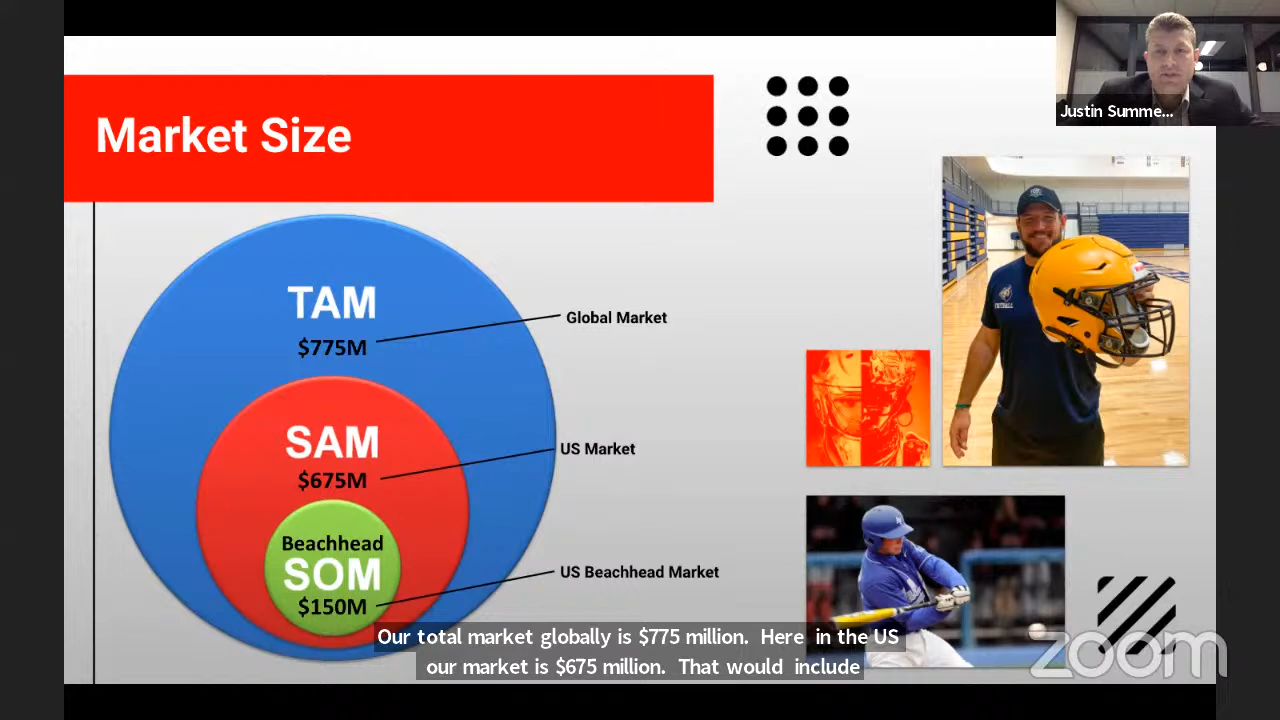 Market Size
Justin Summe...
TAM
$775M
Global Market
SAM
$675M
US Market
Beachhead
SOM
$150M
US Beachhead Market
Our total market globally is $775 million. Here in the US
our market is $675 million. That would include
zoom